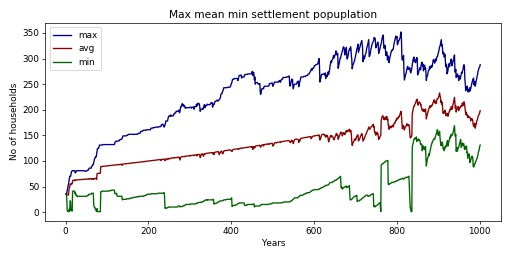 Max mean min settlement popuplation
max
avg
min
No of households
350
300
250
200
150
100
50
0
0 200 400 600 800 1000
Years